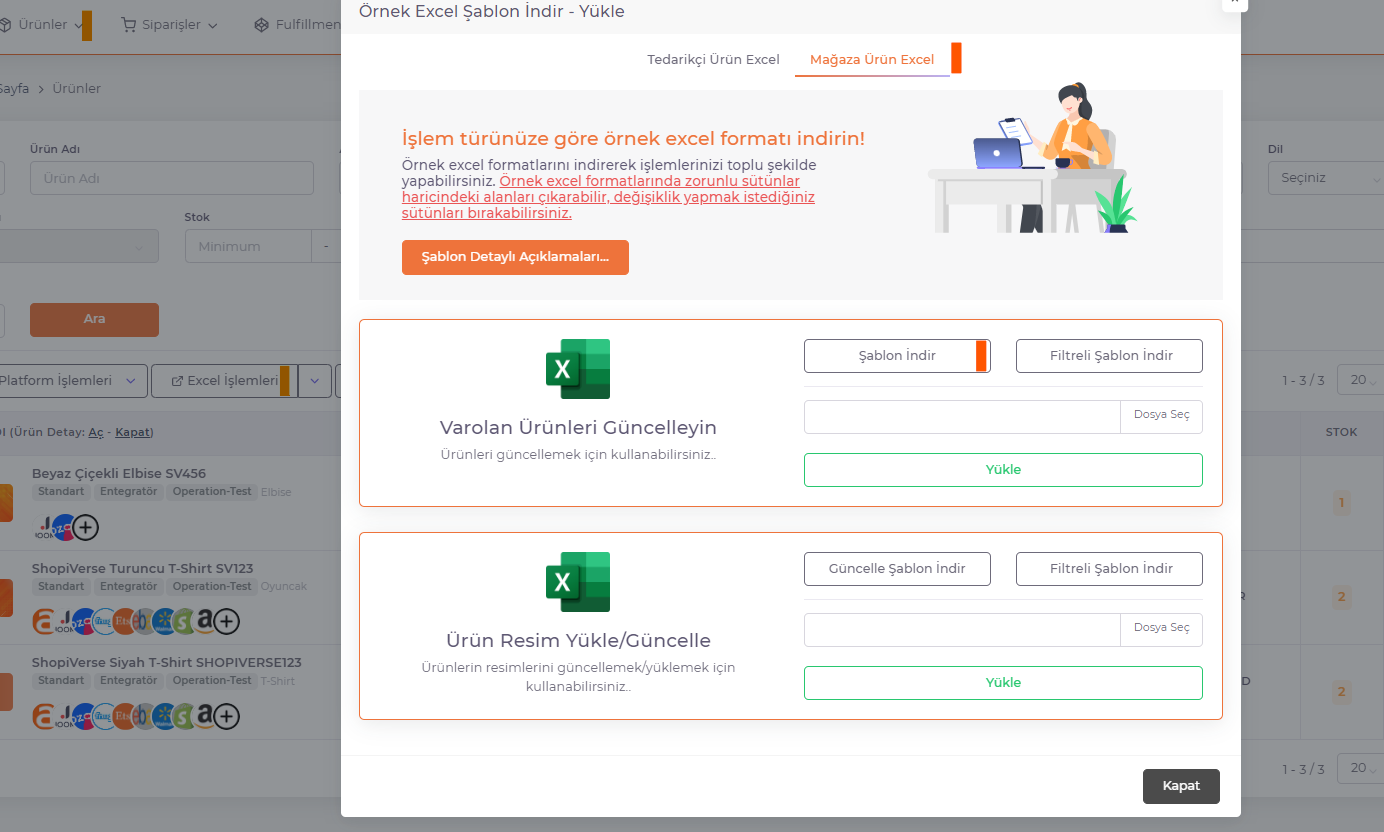 Ürünler
Siparişler
Fulfillmen
Örnek Excel Şablon İndir - Yükle
Tedarikçi Ürün Excel
Mağaza Ürün Excel
Sayfa > Ürünler
Ürün Adı
Ürün Adı
Dil
Seçiniz
Stok
Minimum
-
İşlem türünüze göre örnek excel formatı indirin!
Örnek excel formatlarını indirerek işlemlerinizi toplu şekilde
yapabilirsiniz. Örnek excel formatlarında zorunlu sütünlar
haricindeki alanları çıkarabilir, değişiklik yapmak istediğiniz
sütünları bırakabilirsiniz.
Şablon Detaylı Açıklamaları...
Ara
Platform İşlemleri
Excel İşlemleri
1 - 3 / 3
20
(Ürün Detay: Aç - Kapat)
STOK
Beyaz Çiçekli Elbise SV456
Standart Entegratör Operation-Test Elbise
1
ShopiVerse Turuncu T-Shirt SV123
Standart Entegratör Operation-Test Oyuncak
2
ShopiVerse Siyah T-Shirt SHOPIVERSE123
Standart Entegratör Operation-Test T-Shirt
2
1 - 3 / 3
20
X
Varolan Ürünleri Güncelleyin
Ürünleri güncellemek için kullanabilirsiniz..
Şablon İndir
Filtreli Şablon İndir
Dosya Seç
Yükle
X
Ürün Resim Yükle/Güncelle
Ürünlerin resimlerini güncellemek/yüklemek için
kullanabilirsiniz..
Güncelle Şablon İndir
Filtreli Şablon İndir
Dosya Seç
Yükle
Kapat